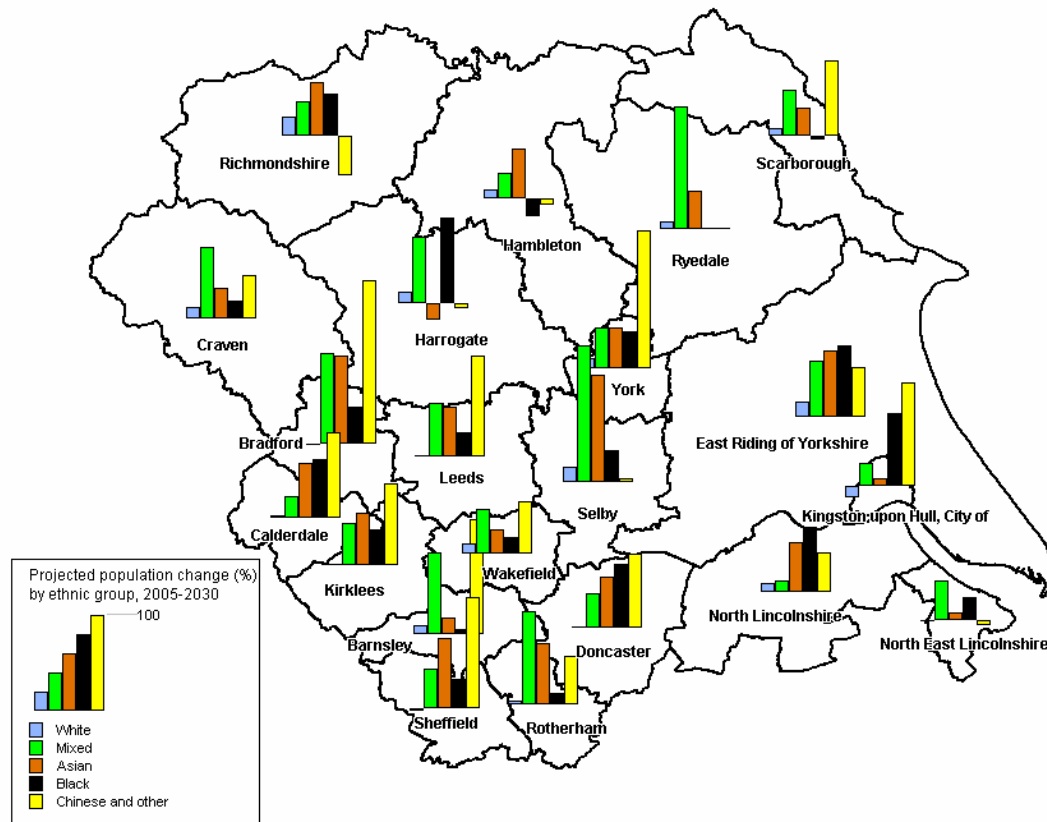 Scarborough
Richmondshire
Hambleton
Ryedale
Craven
Harrogate
York
Bradford
East Riding of Yorkshire
Leeds
Selby
Kingston upon Hull, City of
Calderdale
Wakefield
Kirklees
North Lincolnshire
Barnsley
Doncaster
North East Lincolnshire
Sheffield
Rotherham
Projected population change (%)
by ethnic group, 2005-2030
100
White
Mixed
Asian
Black
Chinese and other